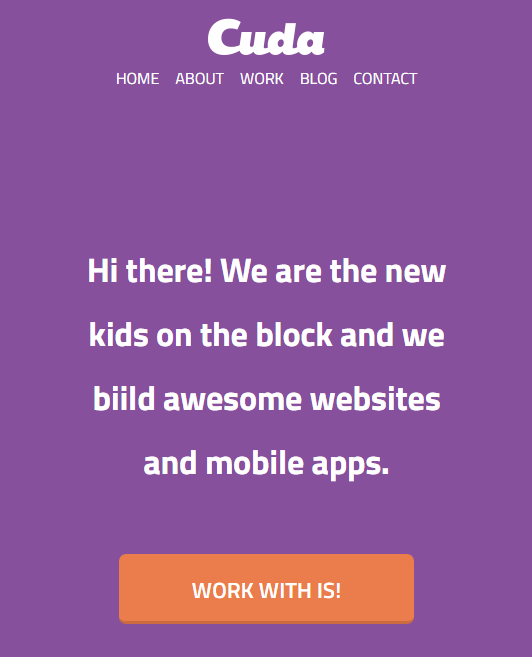 Cuda
HOME ABOUT WORK BLOG CONTACT
Hi there! We are the new
kids on the block and we
biild awesome websites
and mobile apps.
WORK WITH IS!